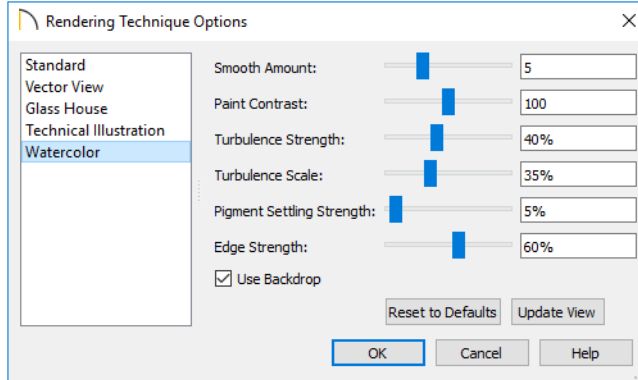 Rendering Technique Options
Standard
Vector View
Glass House
Technical Illustration
Watercolor
Smooth Amount: 5
Paint Contrast: 100
Turbulence Strength: 40%
Turbulence Scale: 35%
Pigment Settling Strength: 5%
Edge Strength: 60%
Use Backdrop
Reset to Defaults Update View
OK Cancel Help